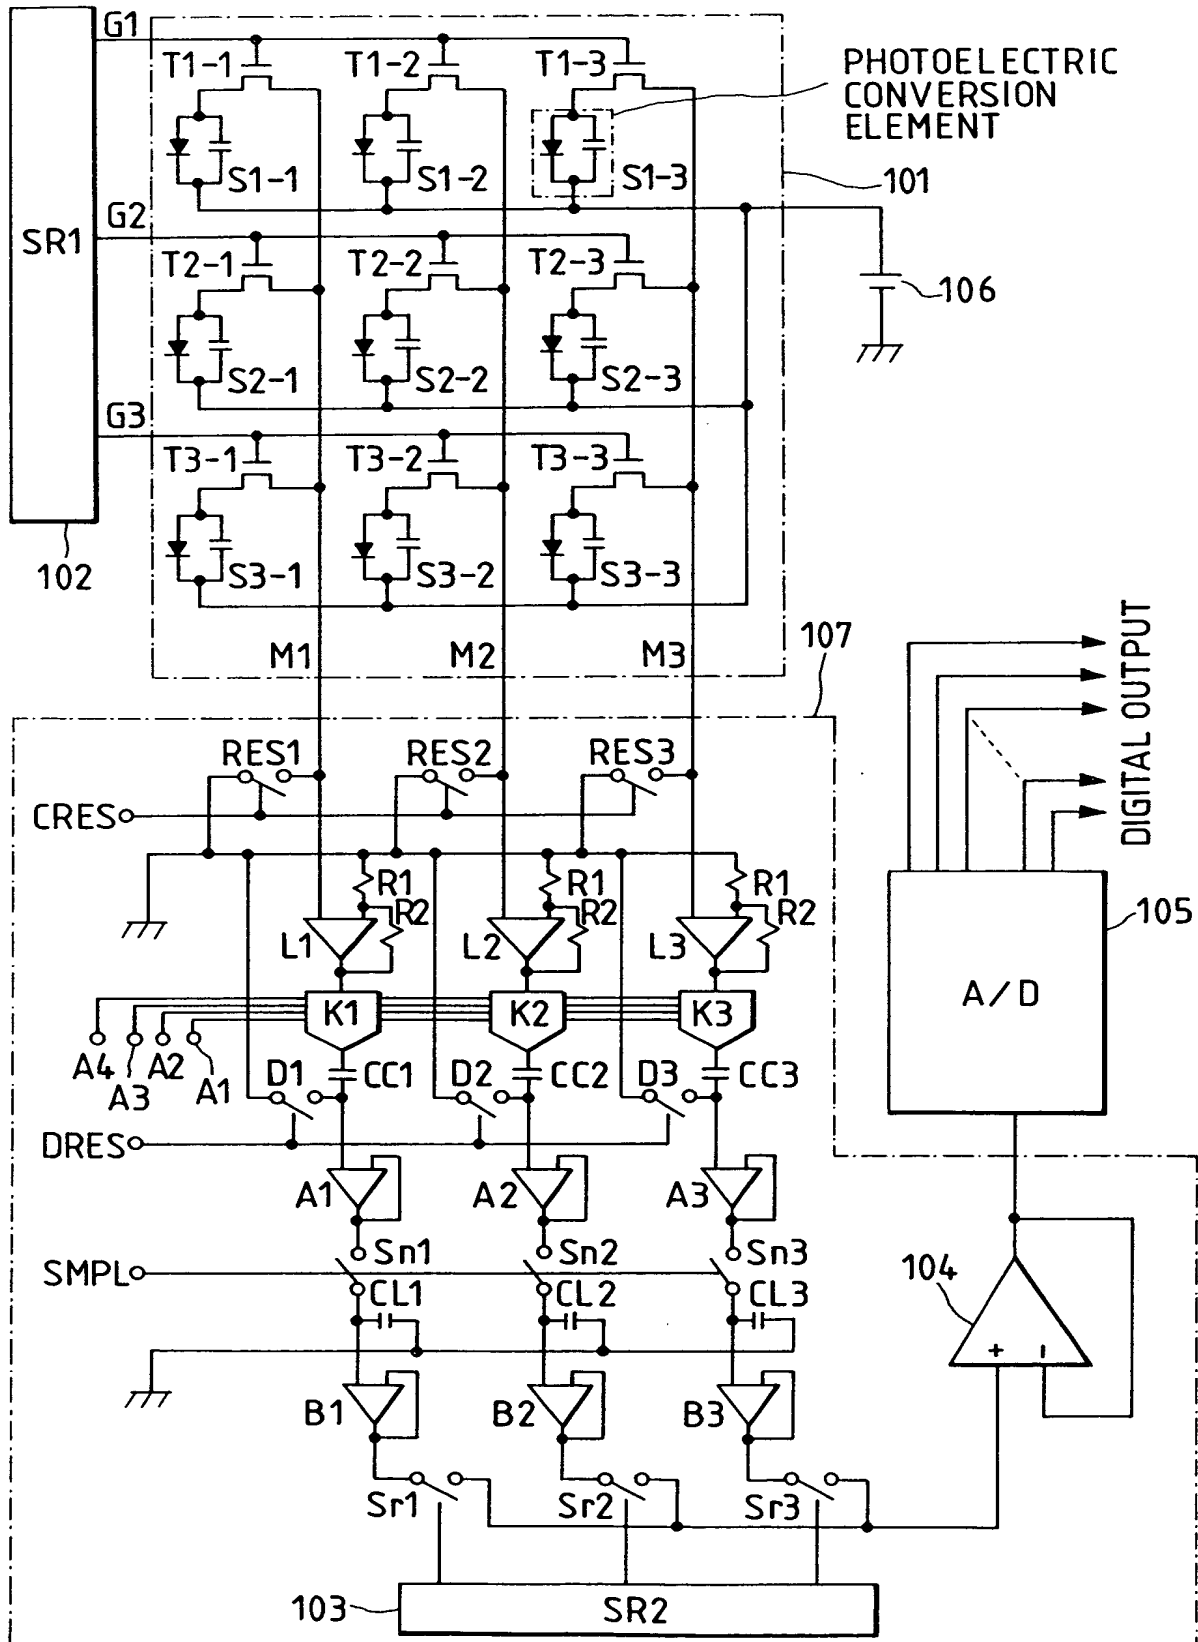 G1
T1-1 T1-2 T1-3
PHOTOELECTRIC
CONVERSION
ELEMENT
S1-1 S1-2 S1-3
101
G2
SR1
T2-1 T2-2 T2-3
106
S2-1 S2-2 S2-3
G3
T3-1 T3-2 T3-3
102
S3-1 S3-2 S3-3
107
M1 M2 M3
DIGITAL OUTPUT
RES1 RES2 RES3
CRES
R1 R1 R1
R2 R2 R2
105
L1 L2 L3
A/D
K1 K2 K3
A4 A3 A2 A1
D1 CC1 D2 CC2 D3 CC3
DRES
A1 A2 A3
Sn1 Sn2 Sn3
SMPL
104
CL1 CL2 CL3
+ -
B1 B2 B3
Sr1 Sr2 Sr3
103
SR2